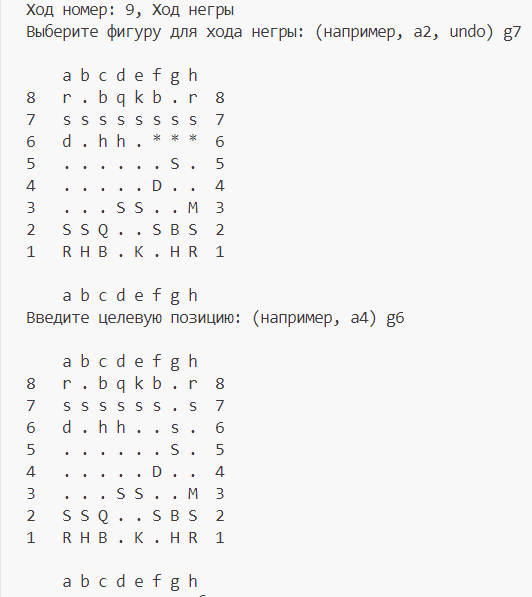 Ход номер: 9, Ход негры
Выберите фигуру для хода негры: (например, a2, undo) g7
a b c d e f g h
8 r . b q k b . r 8
7 s s s s s s s s 7
6 d . h h . * * * 6
5 . . . . . . S . 5
4 . . . . . D . . 4
3 . . . S S . . M 3
2 S S Q . . S B S 2
1 R H B . K . H R 1
a b c d e f g h
Введите целевую позицию: (например, a4) g6
a b c d e f g h
8 r . b q k b . r 8
7 s s s s s s . s 7
6 d . h h . . s . 6
5 . . . . . . S . 5
4 . . . . . D . . 4
3 . . . S S . . M 3
2 S S Q . . S B S 2
1 R H B . K . H R 1
a b c d e f g h